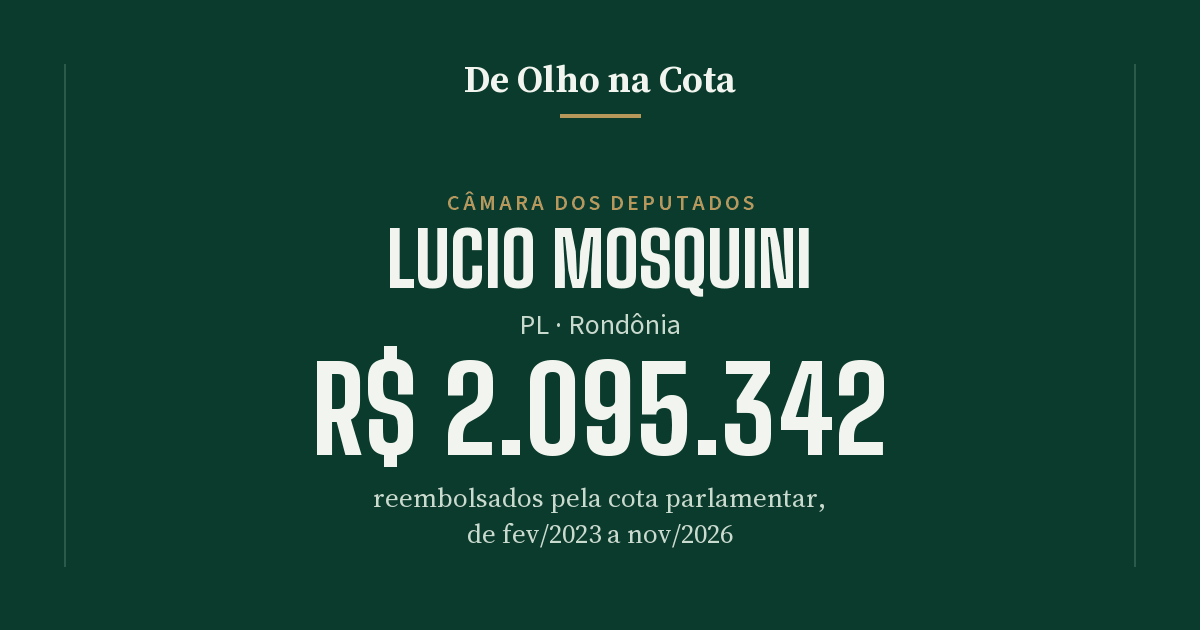 De Olho na Cota
CÂMARA DOS DEPUTADOS
LUCIO MOSQUINI
PL · Rondônia
R$ 2.095.342
reembolsados pela cota parlamentar,
de fev/2023 a nov/2026